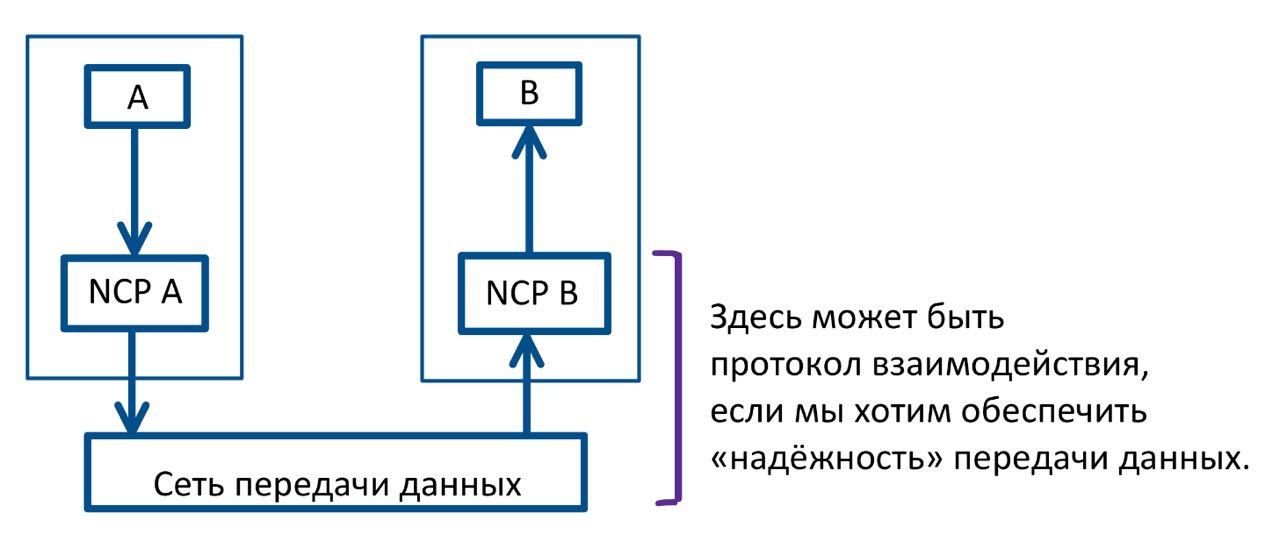 A
B
NCP A
NCP B
Здесь может быть
протокол взаимодействия,
если мы хотим обеспечить
«надёжность» передачи данных.
Сеть передачи данных